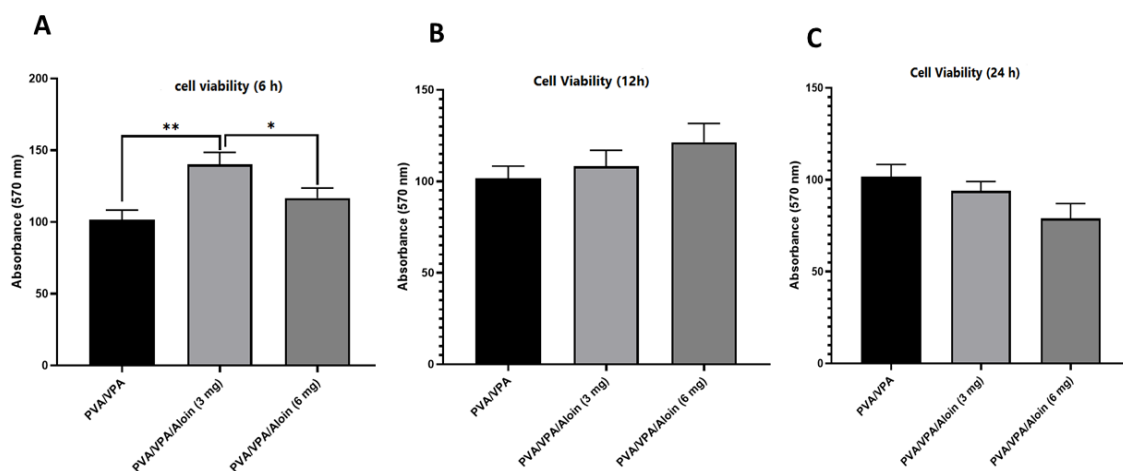 A
cell viability (6 h)
200
150
100
50
0
Absorbance (570 nm)
**
*
PVA/VPA
PVA/VPA/Aloin (3 mg)
PVA/VPA/Aloin (6 mg)
B
Cell Viability (12h)
150
100
50
0
Absorbance (570 nm)
PVA/VPA
PVA/VPA/Aloin (3 mg)
PVA/VPA/Aloin (6 mg)
C
Cell Viability (24 h)
150
100
50
0
Absorbance (570 nm)
PVA/VPA
PVA/VPA/Aloin (3 mg)
PVA/VPA/Aloin (6 mg)